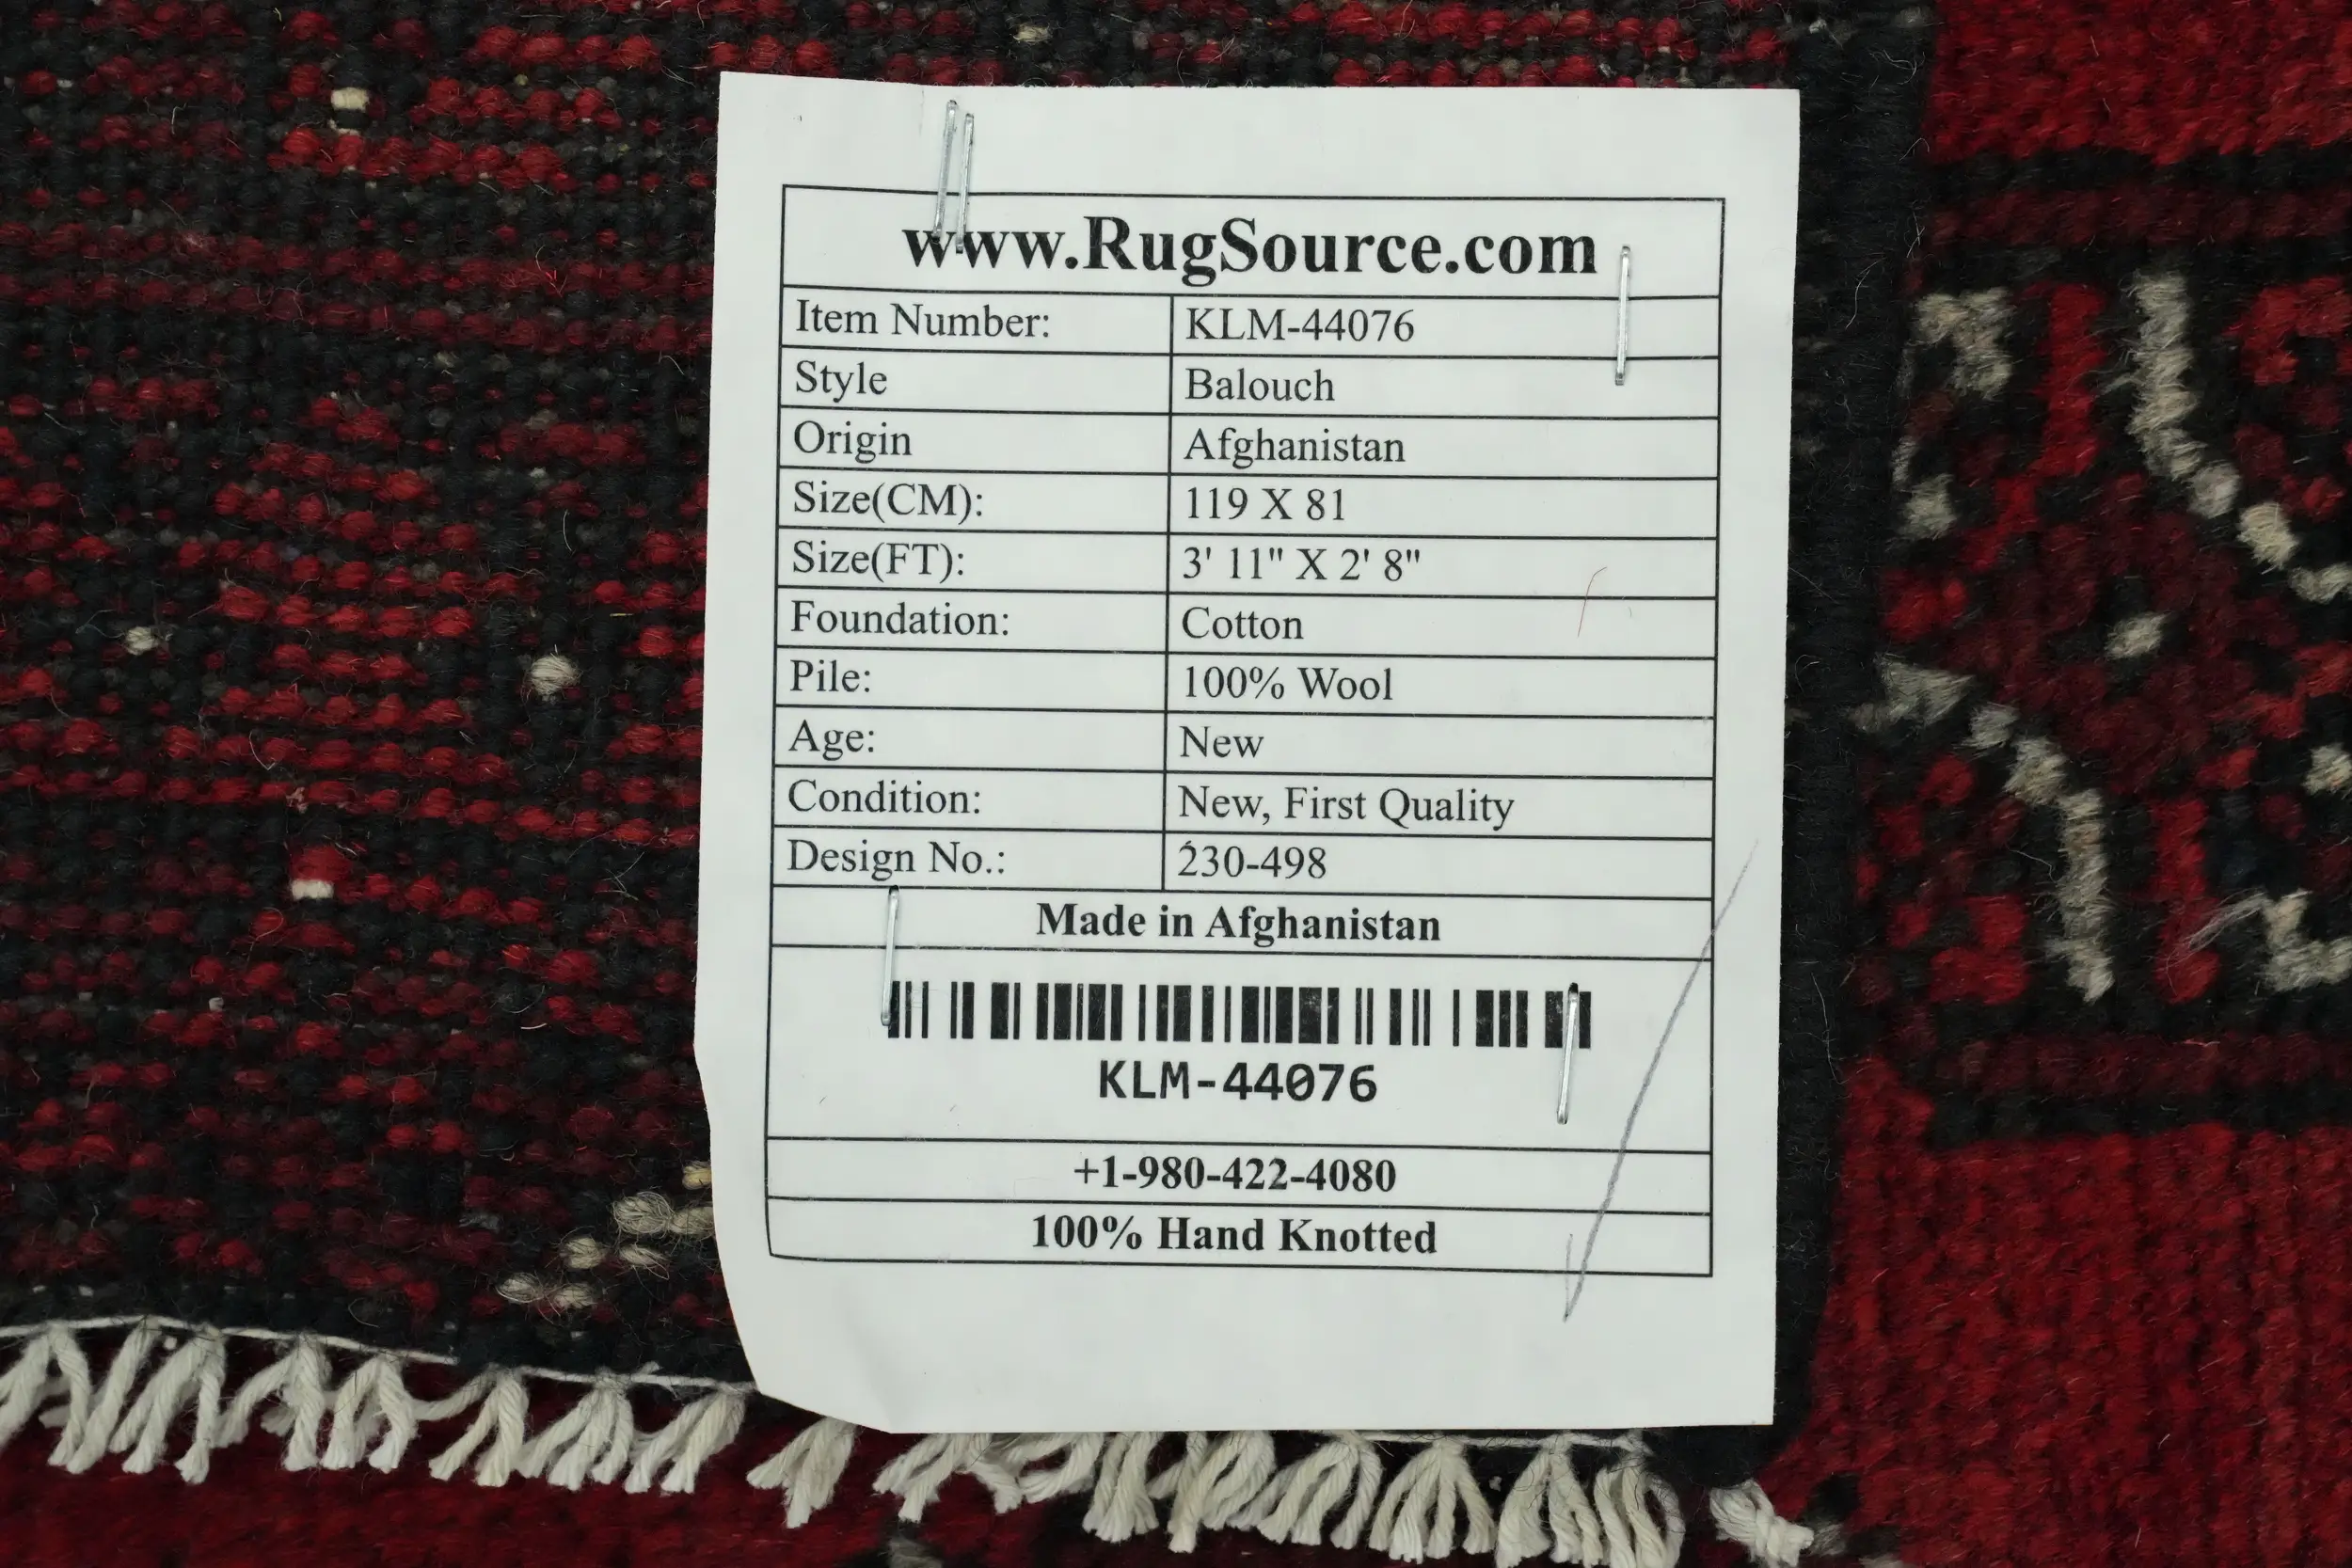 www.RugSource.com
Item Number: KLM-44076
Style Balouch
Origin Afghanistan
Size(CM): 119 X 81
Size(FT): 3' 11" X 2' 8"
Foundation: Cotton
Pile: 100% Wool
Age: New
Condition: New, First Quality
Design No.: 230-498
Made in Afghanistan
KLM-44076
+1-980-422-4080
100% Hand Knotted